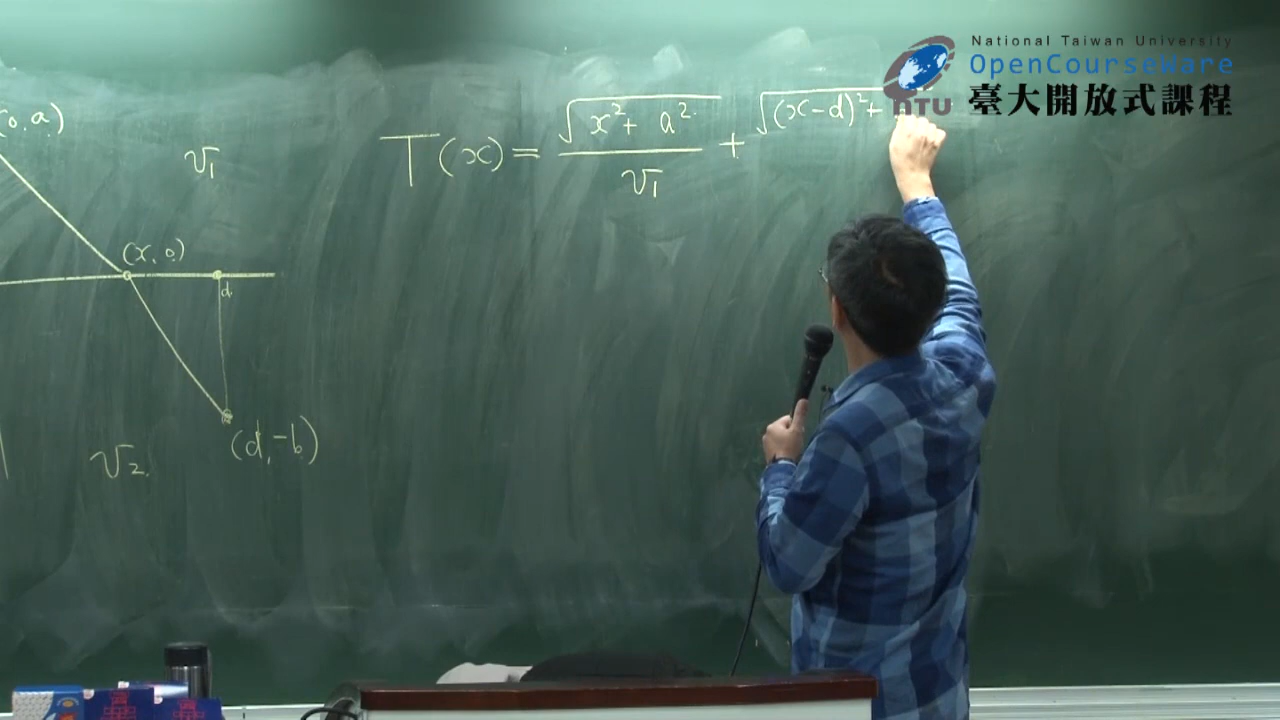 National Taiwan University
OpenCourseWare
NTU 臺大開放式課程
(0,a)
v₁
T(x) = √(x²+ a²) / v₁ + √((x-d)²+
(x,0)
d
(d,-b)
v₂